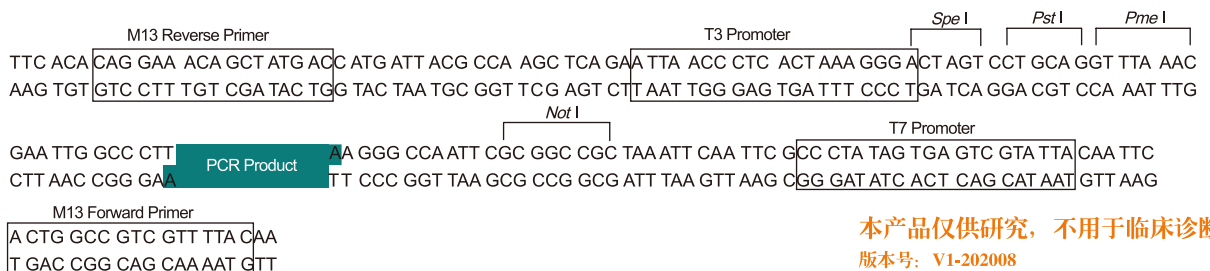 Spe I Pst I Pme I
M13 Reverse Primer T3 Promoter
TTC ACA CAG GAA ACA GCT ATG ACC ATG ATT ACG CCA AGC TCA GAA TTA ACC CTC ACT AAA GGG ACT AGT CCT GCA GGT TTA AAC
AAG TGT GTC CTT TGT CGA TAC TGG TAC TAA TGC GGT TCG AGT CTT AAT TGG GAG TGA TTT CCC TGA TCA GGA CGT CCA AAT TTG
Not I
T7 Promoter
GAA TTG GCC CTT PCR Product AA GGG CCA ATT CGC GGC CGC TAA ATT CAA TTC GCC CTA TAG TGA GTC GTA TTA CAA TTC
CTT AAC CGG GAA TT CCC GGT TAA GCG CCG GCG ATT TAA GTT AAG CGG GAT ATC ACT CAG CAT AAT GTT AAG
M13 Forward Primer
A CTG GCC GTC GTT TTA CAA
T GAC CGG CAG CAA AAT GTT
本产品仅供研究，不用于临床诊断
版本号：V1-202008